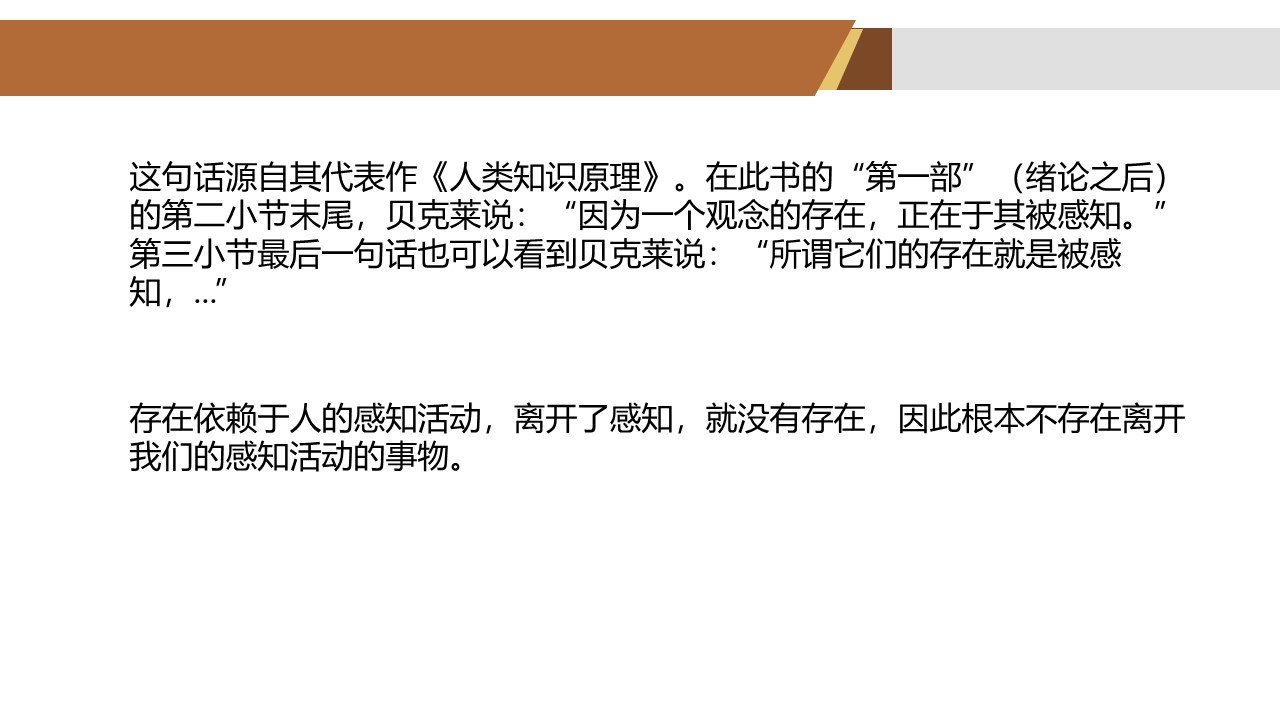 这句话源自其代表作《人类知识原理》。在此书的“第一部”（绪论之后）
的第二小节末尾，贝克莱说：“因为一个观念的存在，正在于其被感知。”
第三小节最后一句话也可以看到贝克莱说：“所谓它们的存在就是被感
知，…”
存在依赖于人的感知活动，离开了感知，就没有存在，因此根本不存在离开
我们的感知活动的事物。